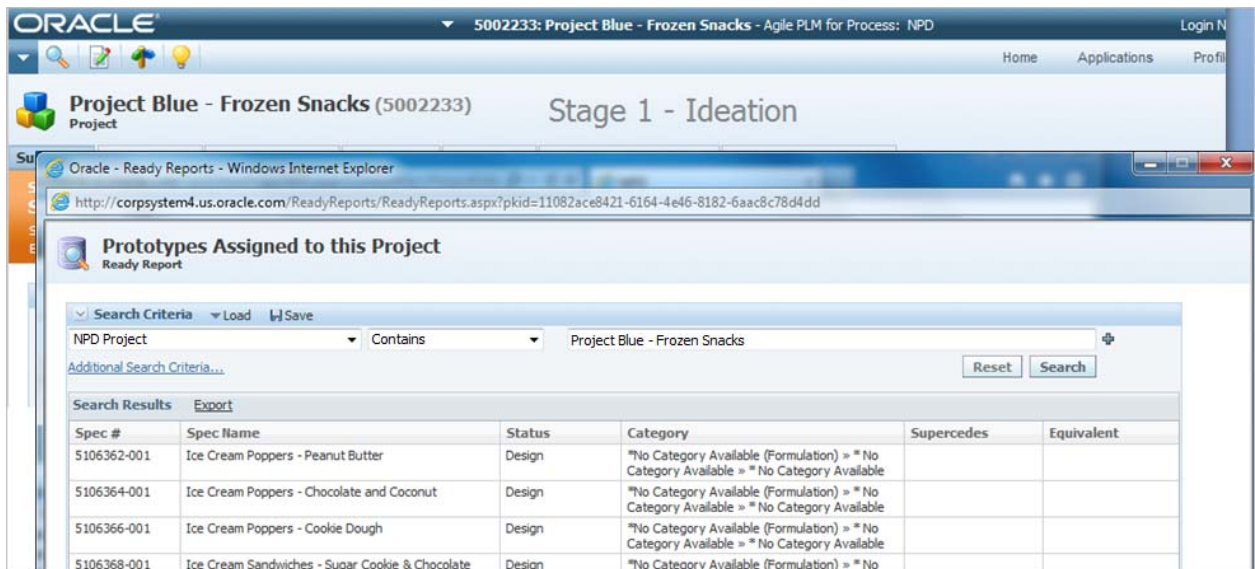 ORACLE
5002233: Project Blue - Frozen Snacks - Agile PLM for Process: NPD
Login N
Home Applications Profil
Project Blue - Frozen Snacks (5002233) Stage 1 - Ideation
Project
Su
Oracle - Ready Reports - Windows Internet Explorer
http://corpsystem4.us.oracle.com/ReadyReports/ReadyReports.aspx?pkid=11082ace8421-6164-4e46-8182-6aac8c78d4dd
Prototypes Assigned to this Project
Ready Report
Search Criteria Load Save
NPD Project Contains Project Blue - Frozen Snacks
Additional Search Criteria... Reset Search
Search Results Export
Spec # Spec Name Status Category Supercedes Equivalent
5106362-001 Ice Cream Poppers - Peanut Butter Design *No Category Available (Formulation) » * No
Category Available » * No Category Available
5106364-001 Ice Cream Poppers - Chocolate and Coconut Design *No Category Available (Formulation) » * No
Category Available » * No Category Available
5106366-001 Ice Cream Poppers - Cookie Dough Design *No Category Available (Formulation) » * No
Category Available » * No Category Available
5106368-001 Ice Cream Sandwiches - Sugar Cookie & Chocolate Design *No Category Available (Formulation) » * No